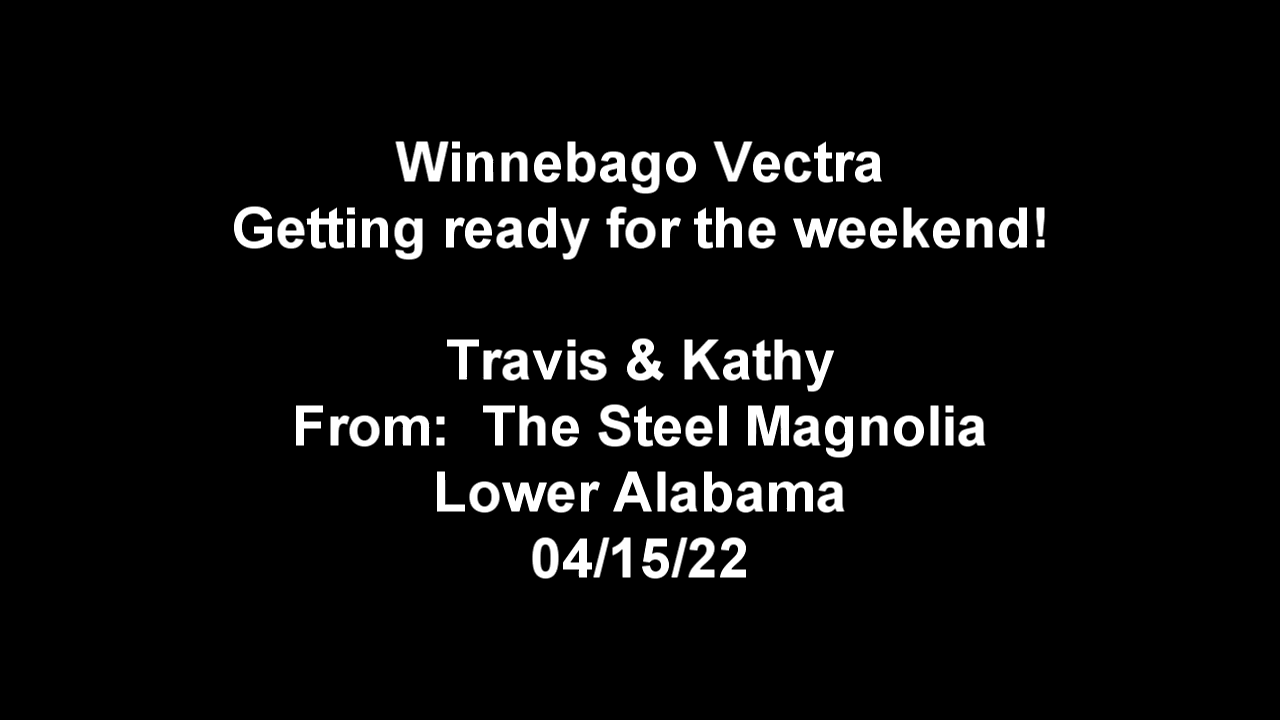 Winnebago Vectra
Getting ready for the weekend!
Travis & Kathy
From:  The Steel Magnolia
Lower Alabama
04/15/22